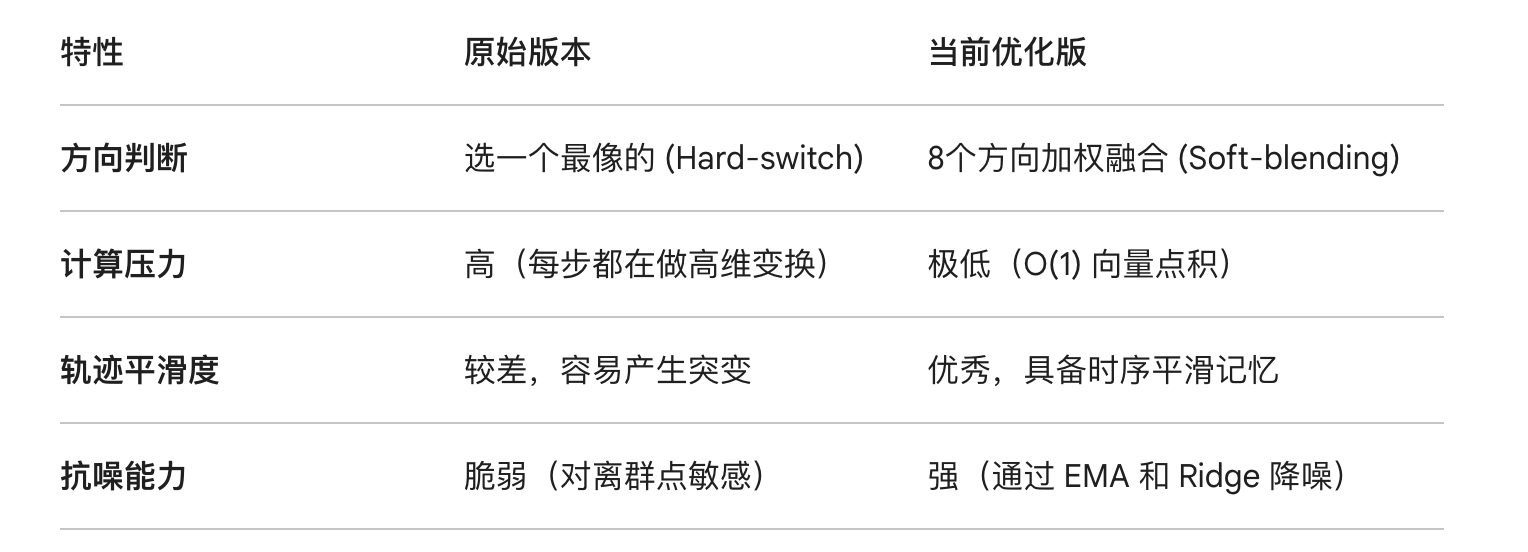 特性 原始版本 当前优化版
方向判断 选一个最像的 (Hard-switch) 8个方向加权融合 (Soft-blending)
计算压力 高（每步都在做高维变换） 极低（O(1) 向量点积）
轨迹平滑度 较差，容易产生突变 优秀，具备时序平滑记忆
抗噪能力 脆弱（对离群点敏感） 强（通过 EMA 和 Ridge 降噪）